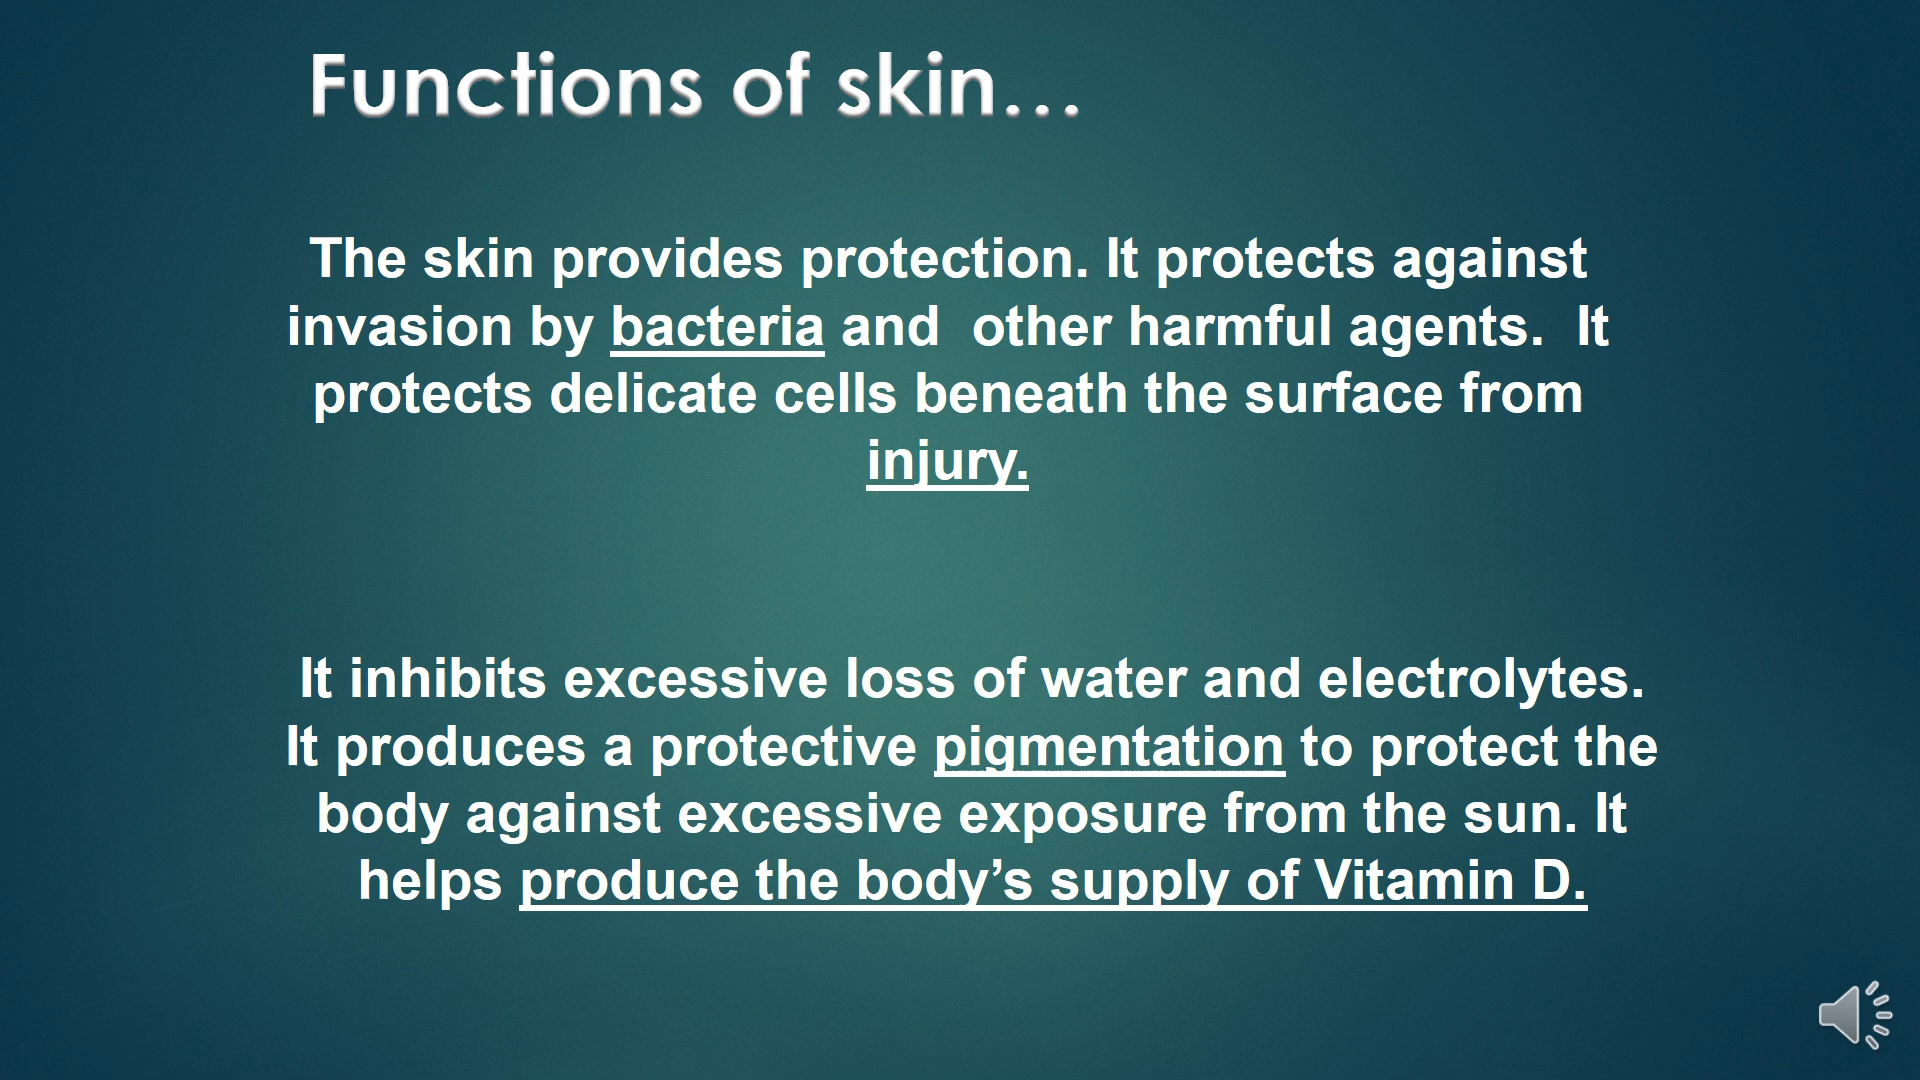 Functions of skin…
The skin provides protection. It protects against
invasion by bacteria and  other harmful agents.  It
protects delicate cells beneath the surface from
injury.
It inhibits excessive loss of water and electrolytes.
It produces a protective pigmentation to protect the
body against excessive exposure from the sun. It
helps produce the body’s supply of Vitamin D.